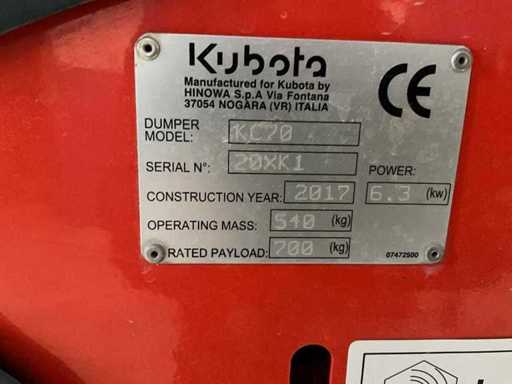 Kubota
CE
Manufactured for Kubota by
HINOWA S.p.A Via Fontana
37054 NOGARA (VR) ITALIA
DUMPER
MODEL: KC70
SERIAL N°: 20XK1 POWER:
CONSTRUCTION YEAR: 2017 6.3 (kw)
OPERATING MASS: 540 (kg)
RATED PAYLOAD: 700 (kg)
07472500